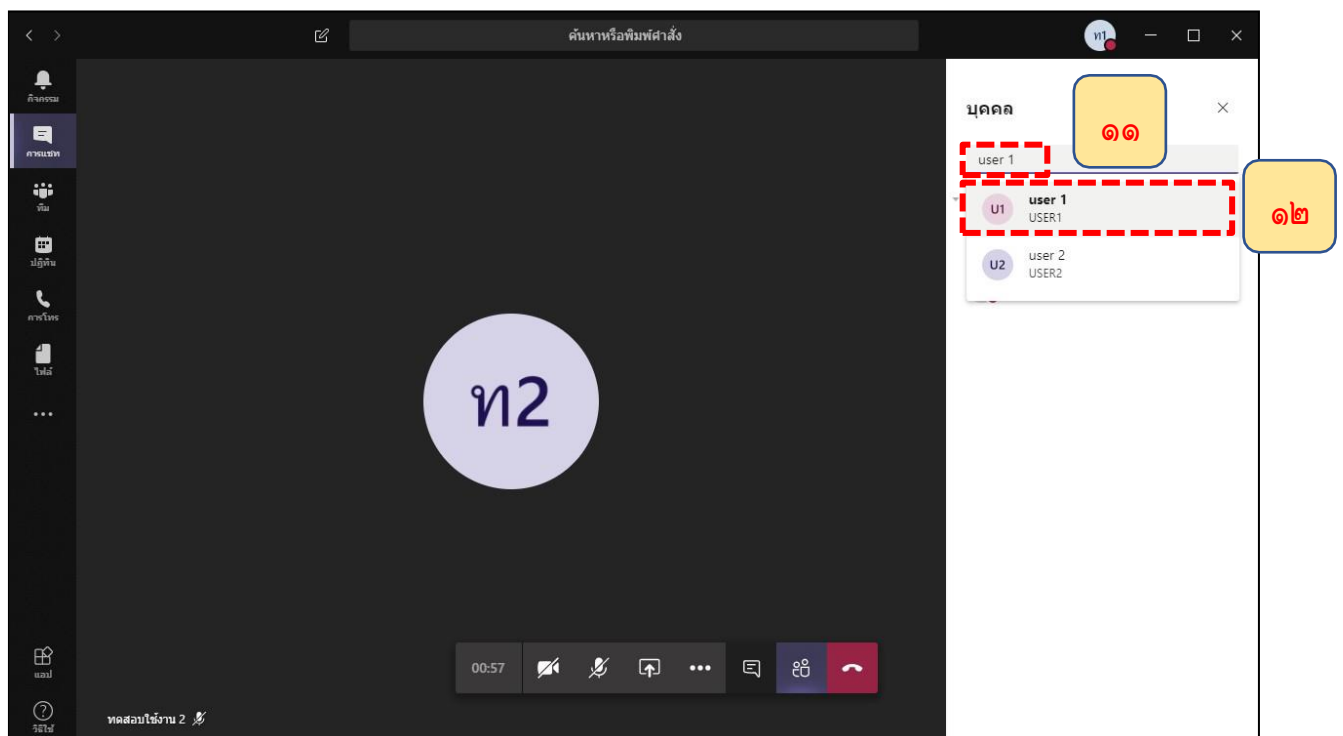 ค้นหาหรือพิมพ์คำสั่ง
ท1
กิจกรรม
การแชท
ทีม
ปฏิทิน
การโทร
ไฟล์
แอป
วิธีใช้
ท2
00:57
ทดสอบใช้งาน 2
บุคคล
๑๑
user 1
U1
user 1
USER1
๑๒
U2
user 2
USER2